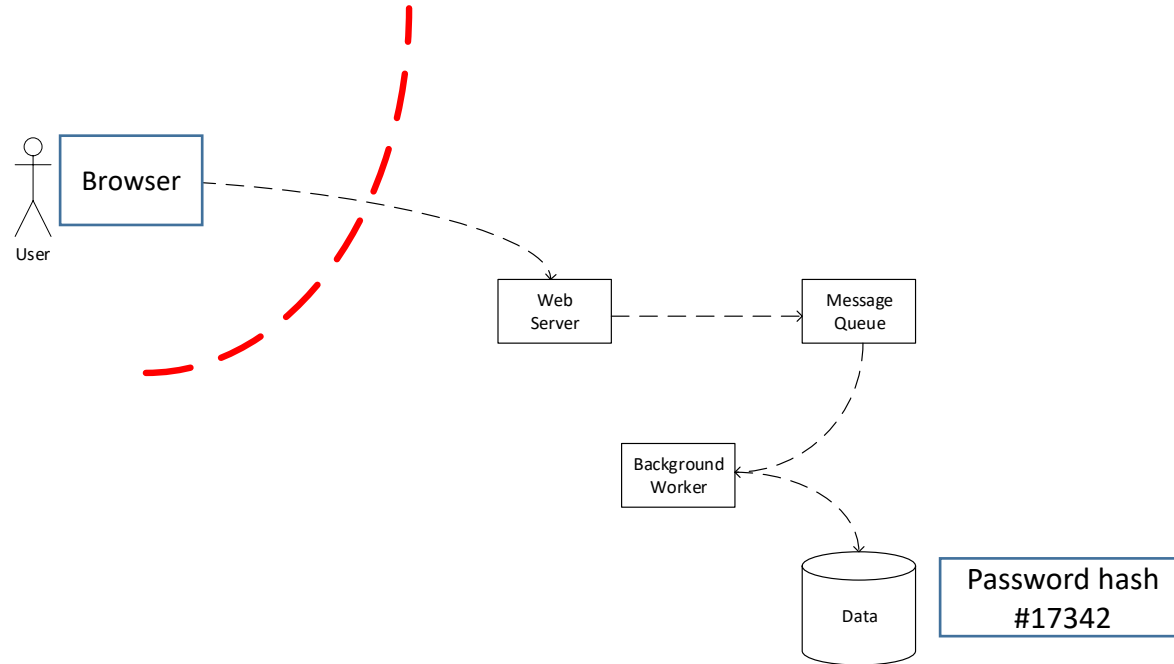 Browser
User
Web
Server
Message
Queue
Background
Worker
Data
Password hash
#17342